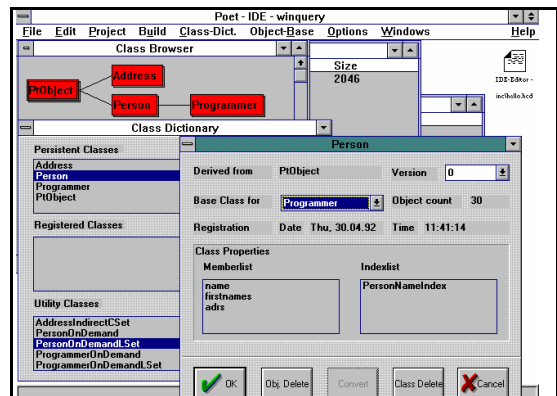 Poet - IDE - winquery
File Edit Project Build Class-Dict. Object-Base Options Windows Help
Class Browser
Size
2046
PtObject
Address
Person
Programmer
IDE-Editor -
inc\hollo.hcd
Class Dictionary
Persistent Classes
Address
Person
Programmer
PtObject
Registered Classes
Utility Classes
AddressIndirectCSet
PersonOnDemand
PersonOnDemandLSet
ProgrammerOnDemand
ProgrammerOnDemandLSet
Person
Derived from PtObject Version 0
Base Class for Programmer Object count 30
Registration Date Thu, 30.04.92 Time 11:41:14
Class Properties
Memberlist Indexlist
name PersonNameIndex
firstnames
adrs
OK Obj. Delete Convert Class Delete Cancel